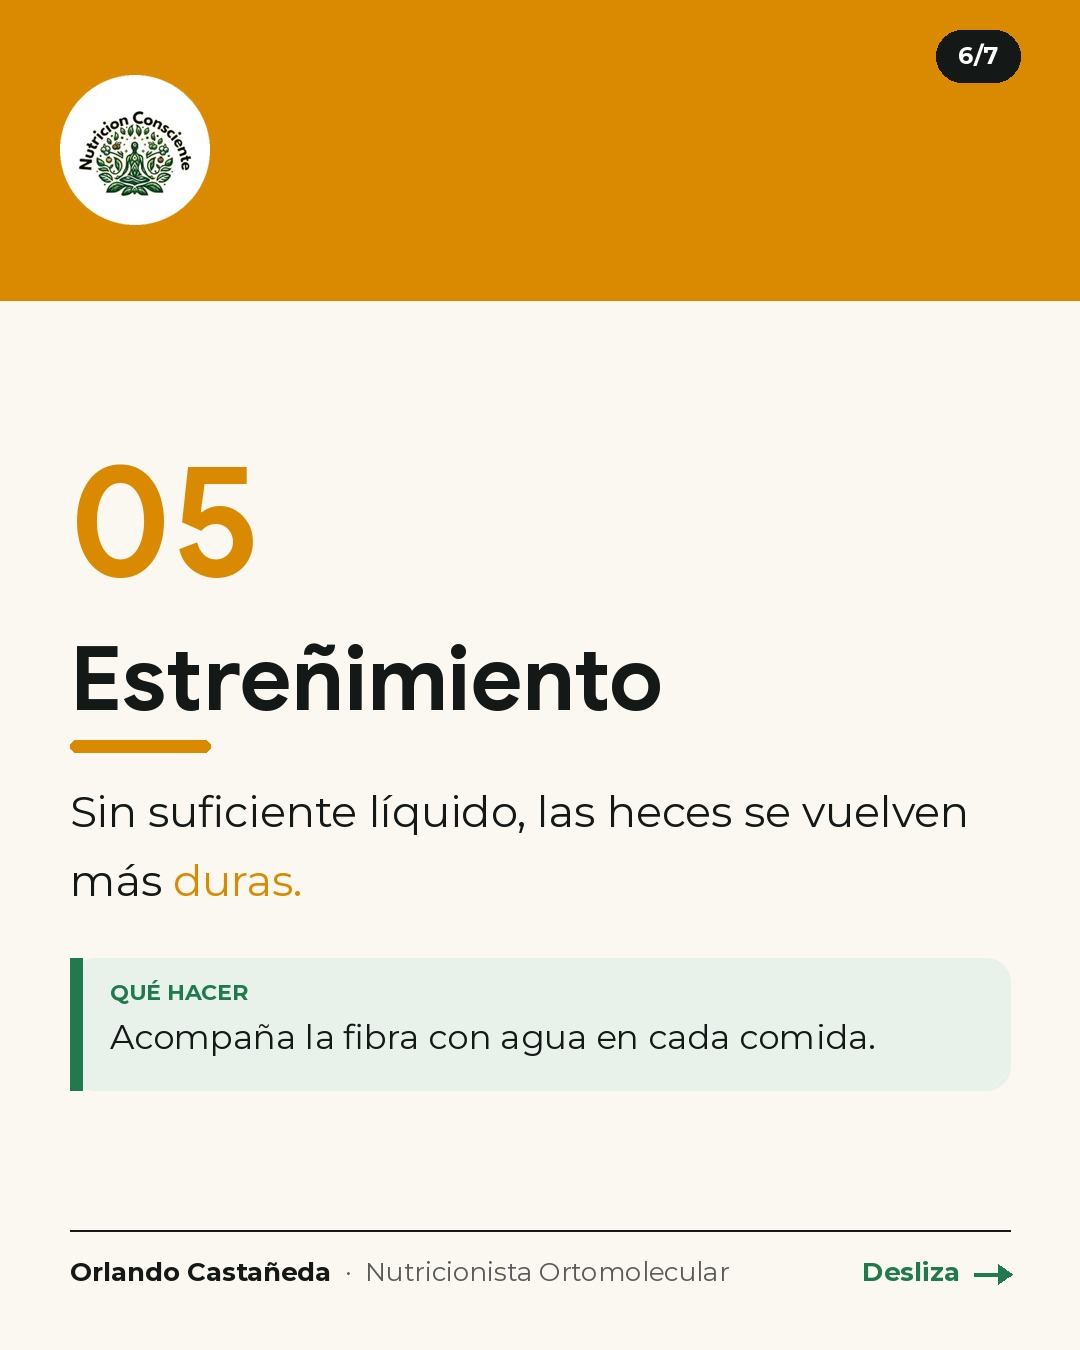 6/7
Nutricion Consciente
05
Estreñimiento
Sin suficiente líquido, las heces se vuelven
más duras.
QUÉ HACER
Acompaña la fibra con agua en cada comida.
Orlando Castañeda · Nutricionista Ortomolecular
Desliza